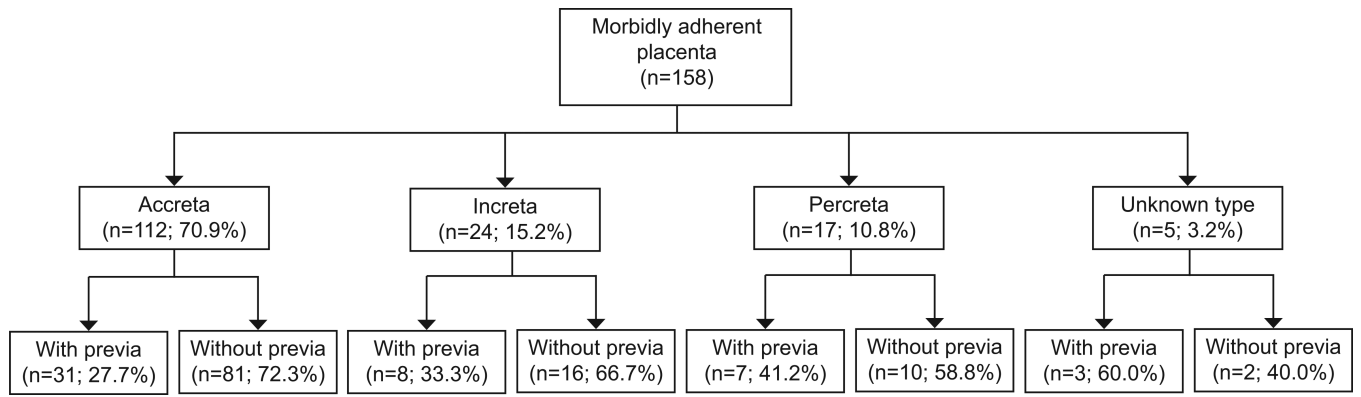 Morbidly adherent
placenta
(n=158)
Accreta
(n=112; 70.9%)
Increta
(n=24; 15.2%)
Percreta
(n=17; 10.8%)
Unknown type
(n=5; 3.2%)
With previa
(n=31; 27.7%)
Without previa
(n=81; 72.3%)
With previa
(n=8; 33.3%)
Without previa
(n=16; 66.7%)
With previa
(n=7; 41.2%)
Without previa
(n=10; 58.8%)
With previa
(n=3; 60.0%)
Without previa
(n=2; 40.0%)